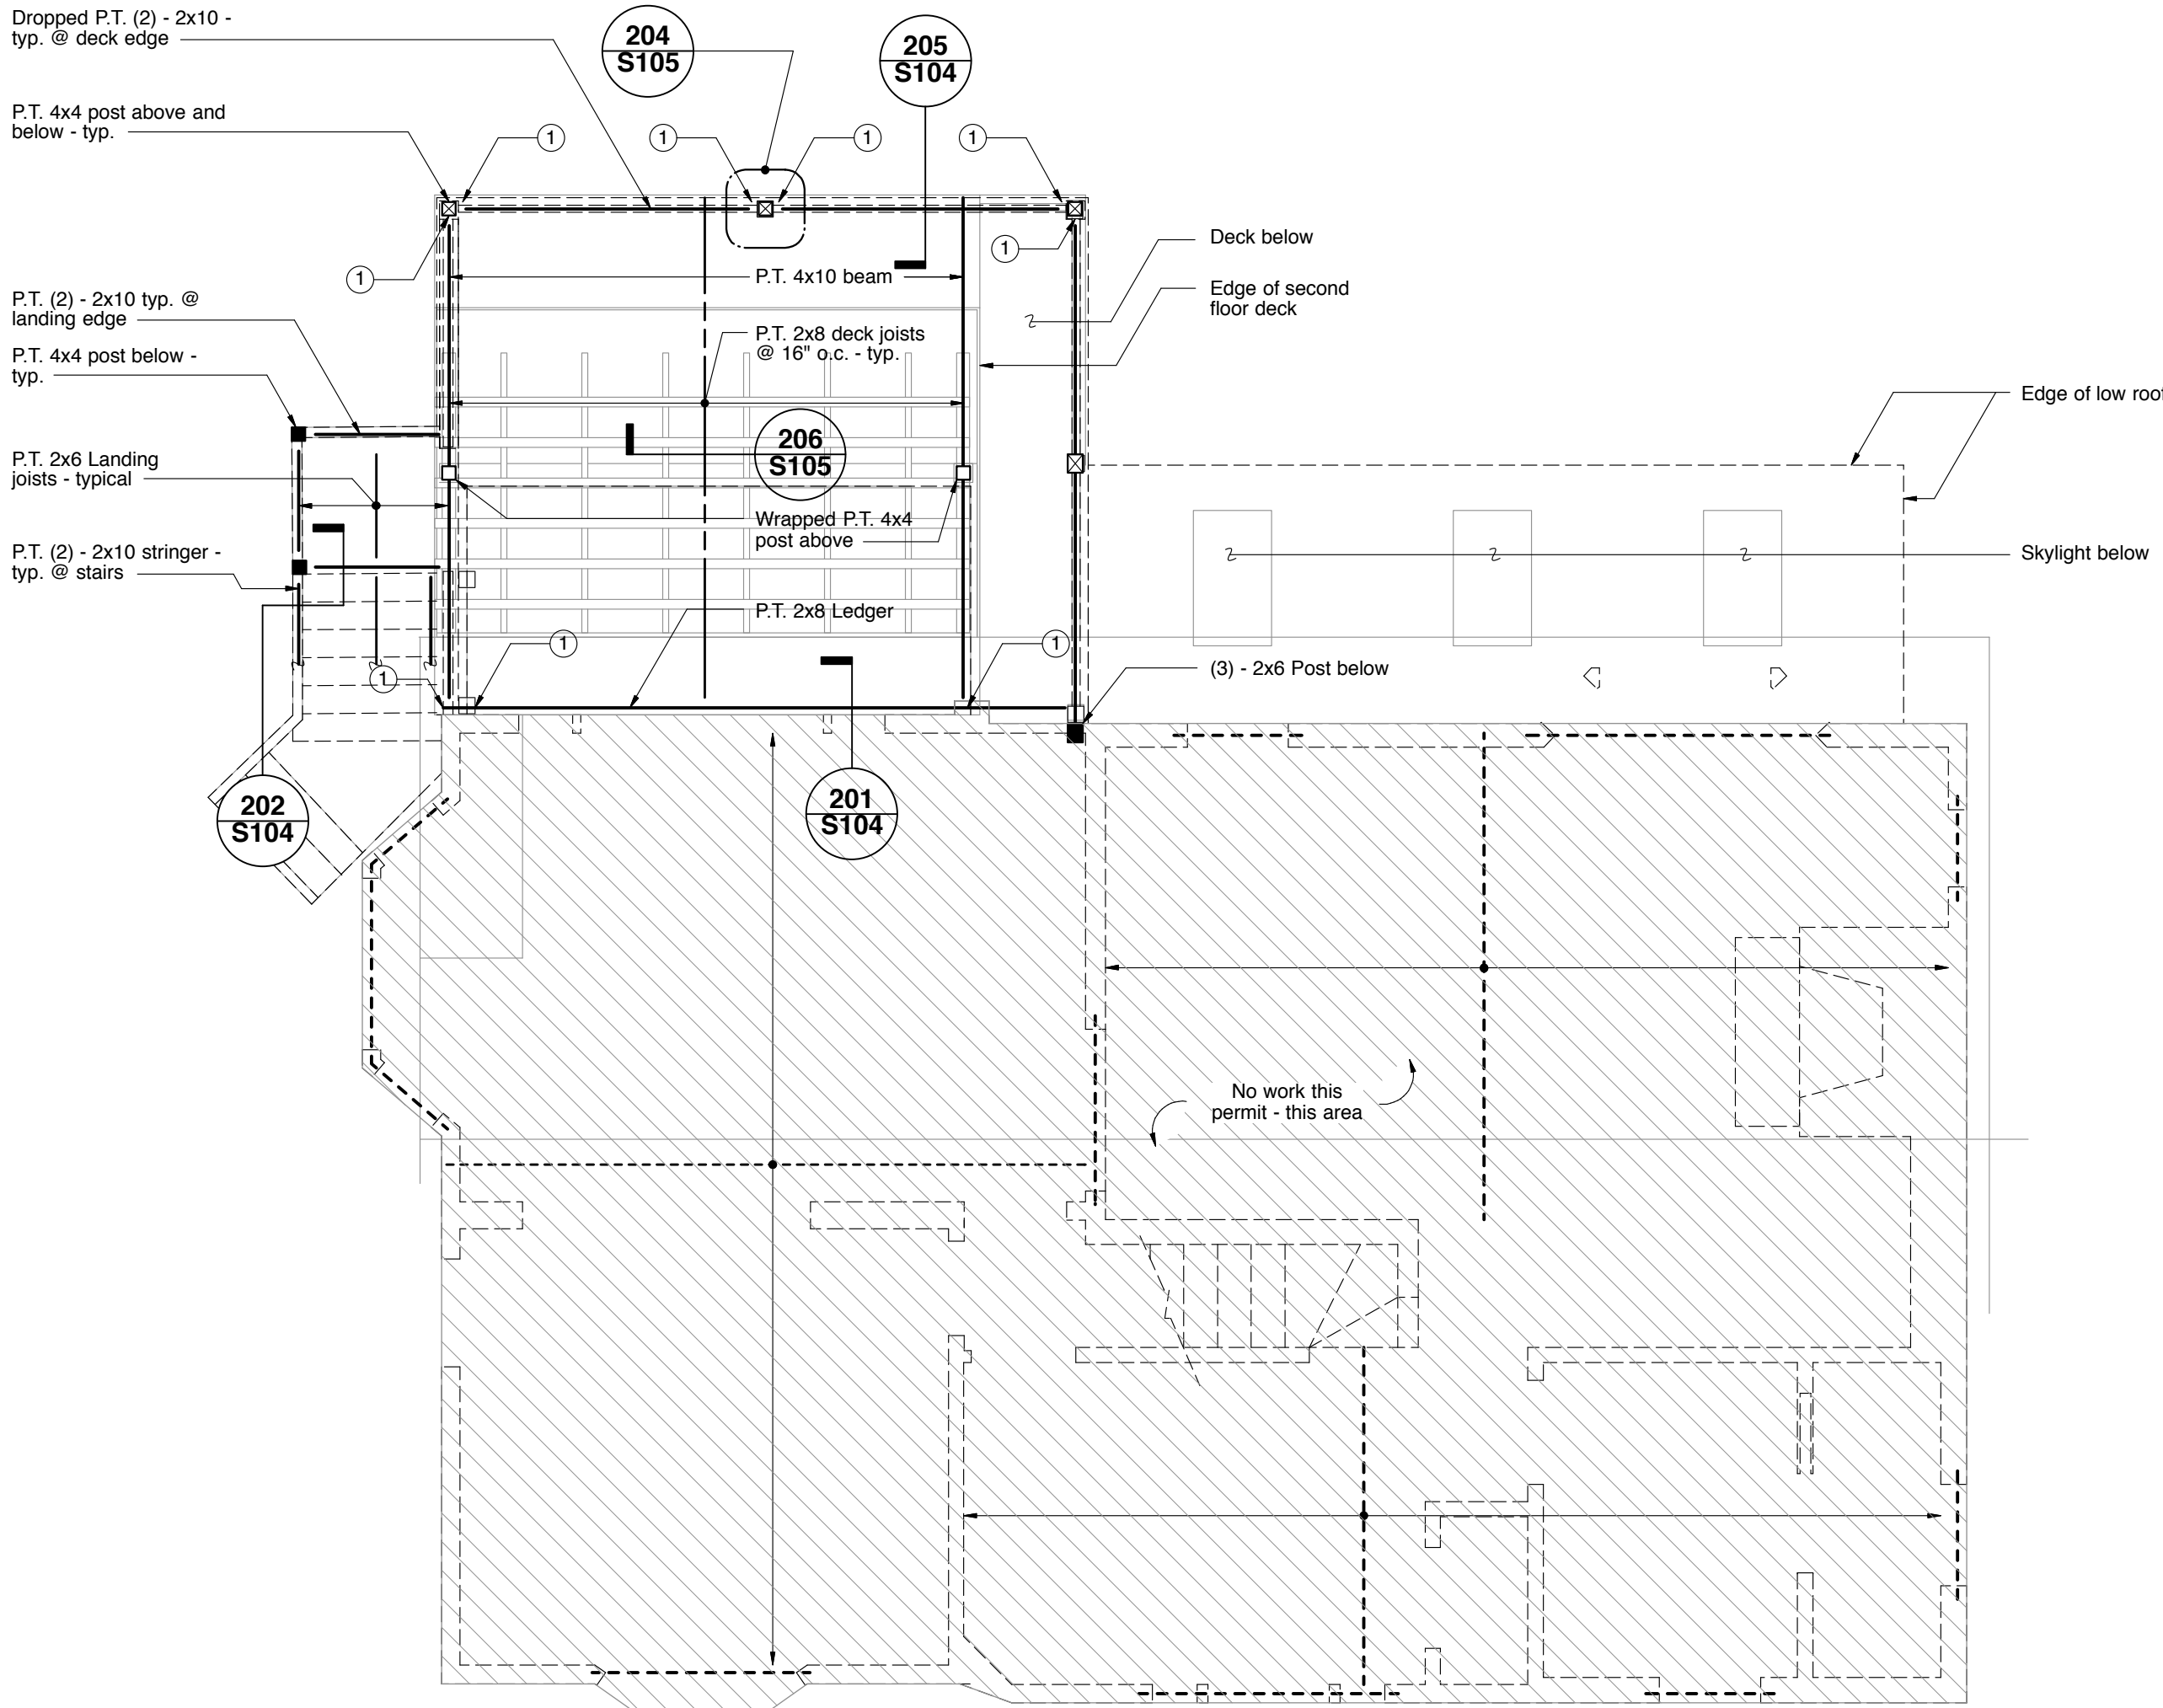 Dropped P.T. (2) - 2x10 -
typ. @ deck edge
204
S105
205
S104
P.T. 4x4 post above and
below - typ.
1
1
1
1
1
1
Deck below
P.T. 4x10 beam
Edge of second
floor deck
P.T. (2) - 2x10 typ. @
landing edge
P.T. 2x8 deck joists
@ 16" o.c. - typ.
P.T. 4x4 post below -
typ.
Edge of low roof
206
S105
P.T. 2x6 Landing
joists - typical
Wrapped P.T. 4x4
post above
P.T. (2) - 2x10 stringer -
typ. @ stairs
Skylight below
P.T. 2x8 Ledger
1
1
1
(3) - 2x6 Post below
202
S104
201
S104
No work this
permit - this area